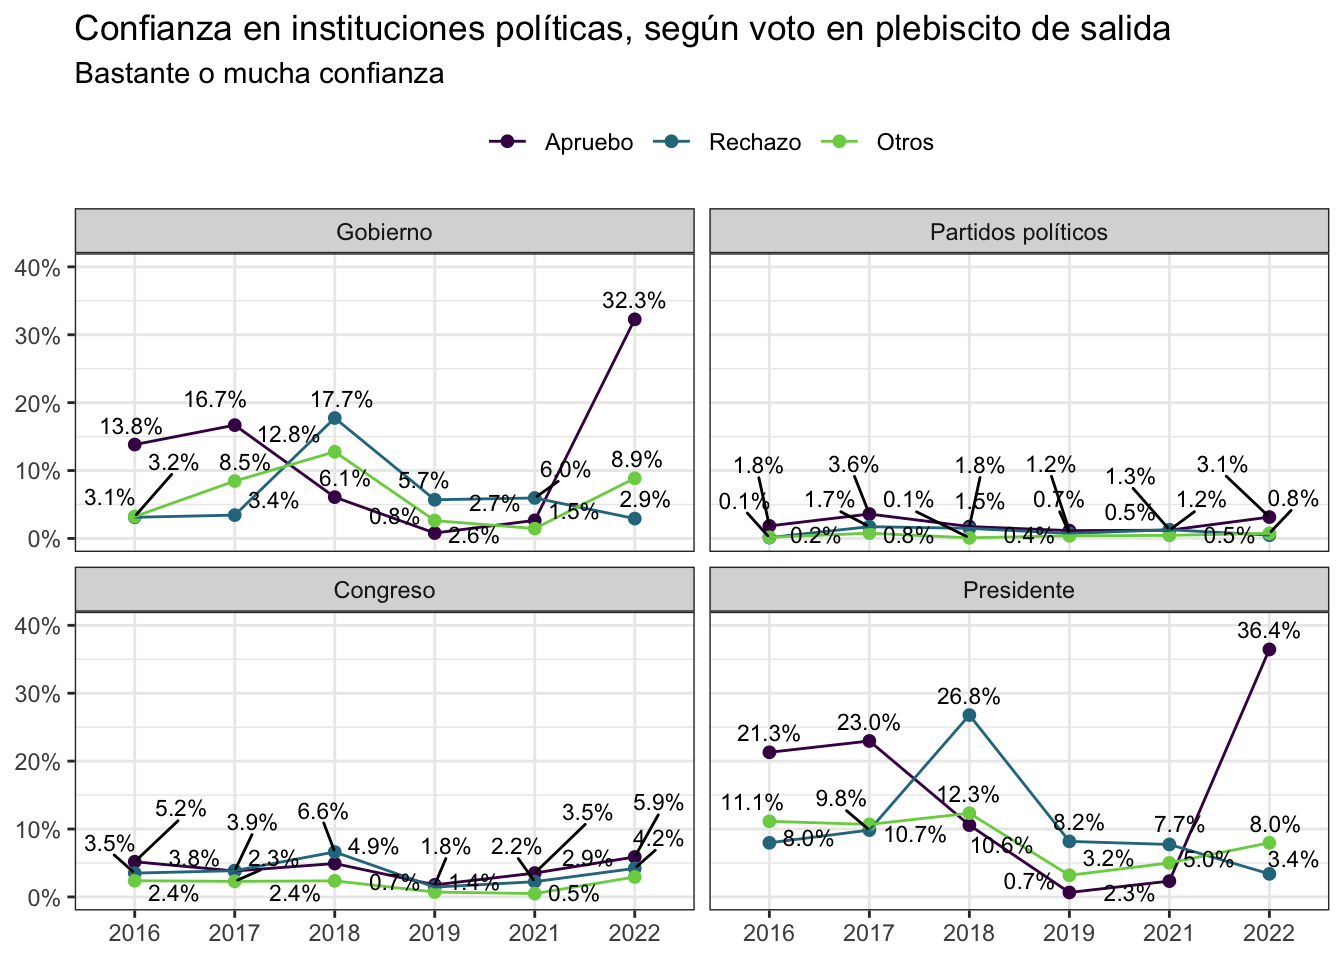 Confianza en instituciones políticas, según voto en plebiscito de salida
Bastante o mucha confianza
Apruebo Rechazo Otros
Gobierno
40%
30%
20%
10%
0%
32.3%
16.7% 17.7%
13.8% 12.8%
3.2% 8.5% 6.0% 8.9%
6.1% 5.7%
3.1% 3.4% 2.7% 2.9%
0.8% 1.5%
2.6%
Partidos políticos
1.8% 3.6% 1.8% 1.2% 3.1%
1.3%
0.1% 1.7% 0.1% 1.5% 0.7% 1.2% 0.8%
0.5%
0.2% 0.8% 0.4% 0.5%
Congreso
40%
30%
20%
10%
0%
5.2% 6.6% 3.5% 5.9%
3.9%
3.5% 4.9% 1.8% 2.2% 4.2%
3.8% 2.3% 2.9%
0.7% 1.4%
2.4% 2.4% 0.5%
2016 2017 2018 2019 2021 2022
Presidente
36.4%
26.8%
21.3% 23.0%
11.1% 9.8% 12.3%
8.2% 7.7% 8.0%
8.0% 10.7% 10.6%
3.2% 5.0% 3.4%
0.7% 2.3%
2016 2017 2018 2019 2021 2022